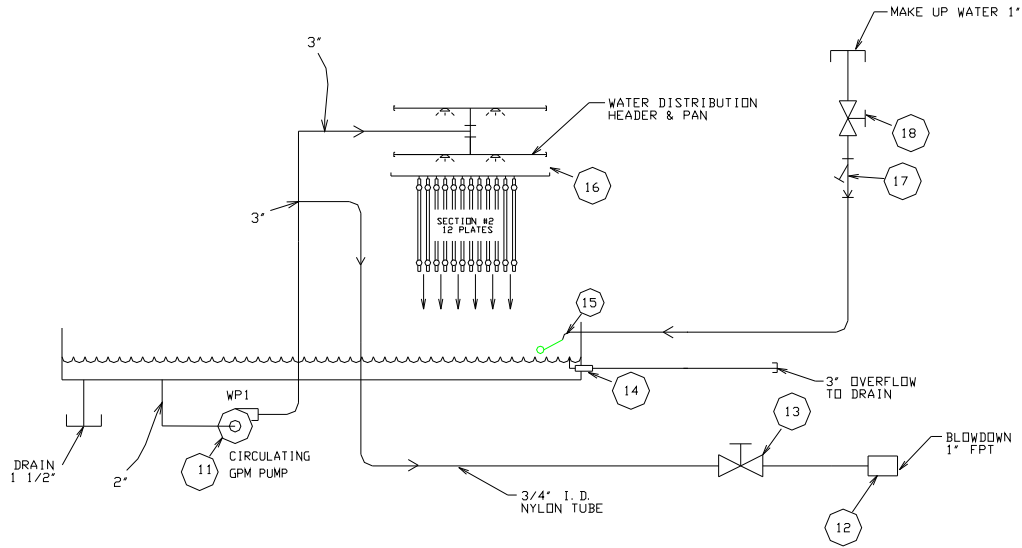 MAKE UP WATER 1"
3"
WATER DISTRIBUTION
HEADER & PAN
18
17
16
3"
SECTION #2
12 PLATES
15
WP1
14
3" OVERFLOW
TO DRAIN
13
11
CIRCULATING
GPM PUMP
DRAIN
1 1/2"
2"
BLOWDOWN
1" FPT
3/4" I.D.
NYLON TUBE
12